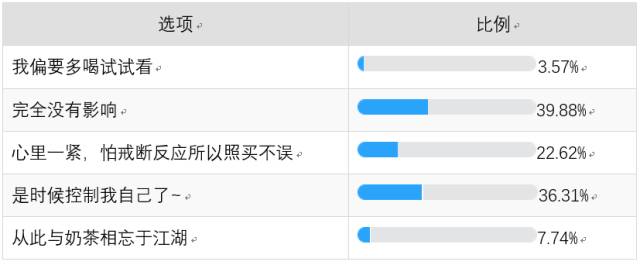 选项 比例
我偏要多喝试试看 3.57%
完全没有影响 39.88%
心里一紧，怕戒断反应所以照买不误 22.62%
是时候控制我自己了~ 36.31%
从此与奶茶相忘于江湖 7.74%